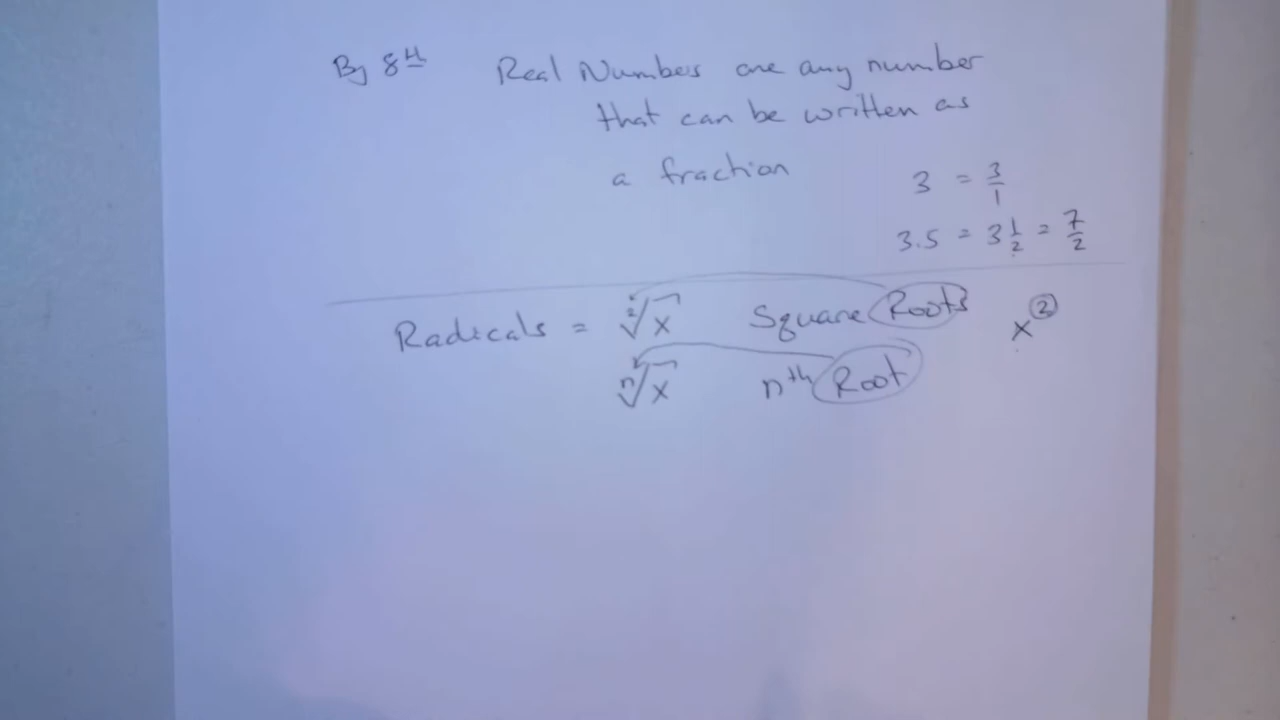 By 8th Real Numbers are any number
that can be written as
a fraction
3 = 3/1
3.5 = 3 1/2 = 7/2
Radicals = ²√x Square Roots x²
ⁿ√x nth Root